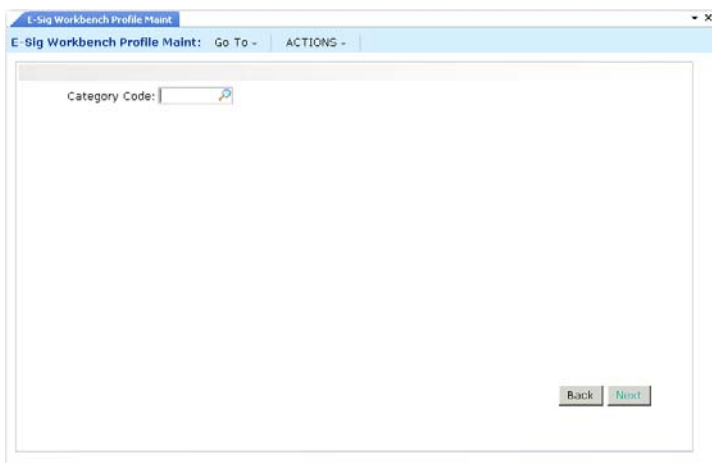 E-Sig Workbench Profile Maint
E-Sig Workbench Profile Maint: Go To ACTIONS
Category Code:
Back Next